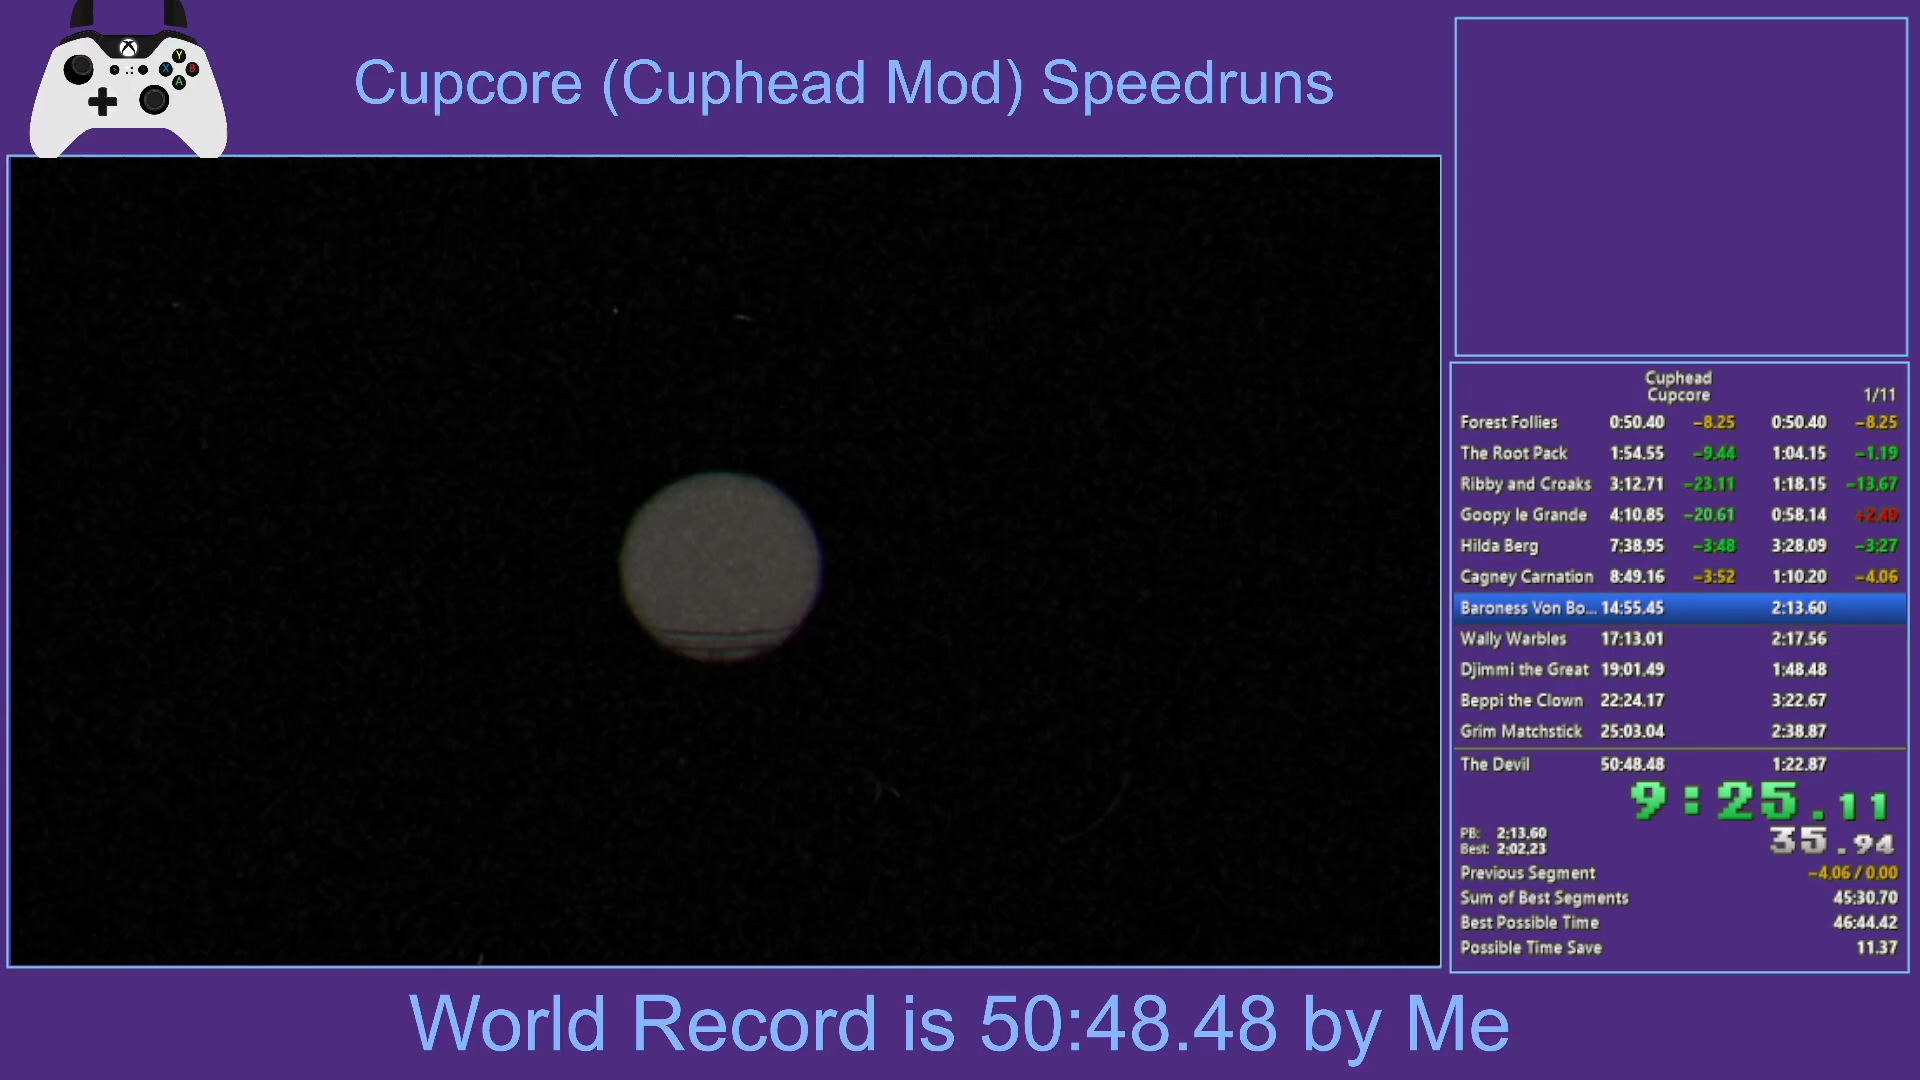 Cupcore (Cuphead Mod) Speedruns
Cuphead
Cupcore 1/11
Forest Follies 0:50.40 −8.25 0:50.40 −8.25
The Root Pack 1:54.55 −9.44 1:04.15 −1.19
Ribby and Croaks 3:12.71 −23.11 1:18.15 −13.67
Goopy le Grande 4:10.85 −20.61 0:58.14 +2.49
Hilda Berg 7:38.95 −3:48 3:28.09 −3:27
Cagney Carnation 8:49.16 −3:52 1:10.20 −4.06
Baroness Von Bo... 14:55.45 2:13.60
Wally Warbles 17:13.01 2:17.56
Djimmi the Great 19:01.49 1:48.48
Beppi the Clown 22:24.17 3:22.67
Grim Matchstick 25:03.04 2:38.87
The Devil 50:48.48 1:22.87
9:25.11
PB: 2:13.60
Best: 2:02.23
35.94
Previous Segment −4.06 / 0.00
Sum of Best Segments 45:30.70
Best Possible Time 46:44.42
Possible Time Save 11.37
World Record is 50:48.48 by Me
X
Y
X
B
A